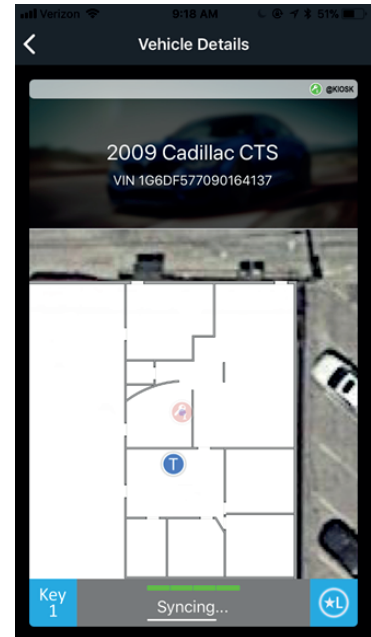 Verizon 9:18 AM 51%
Vehicle Details
@KIOSK
2009 Cadillac CTS
VIN 1G6DF577090164137
T
Key
1
Syncing...
L